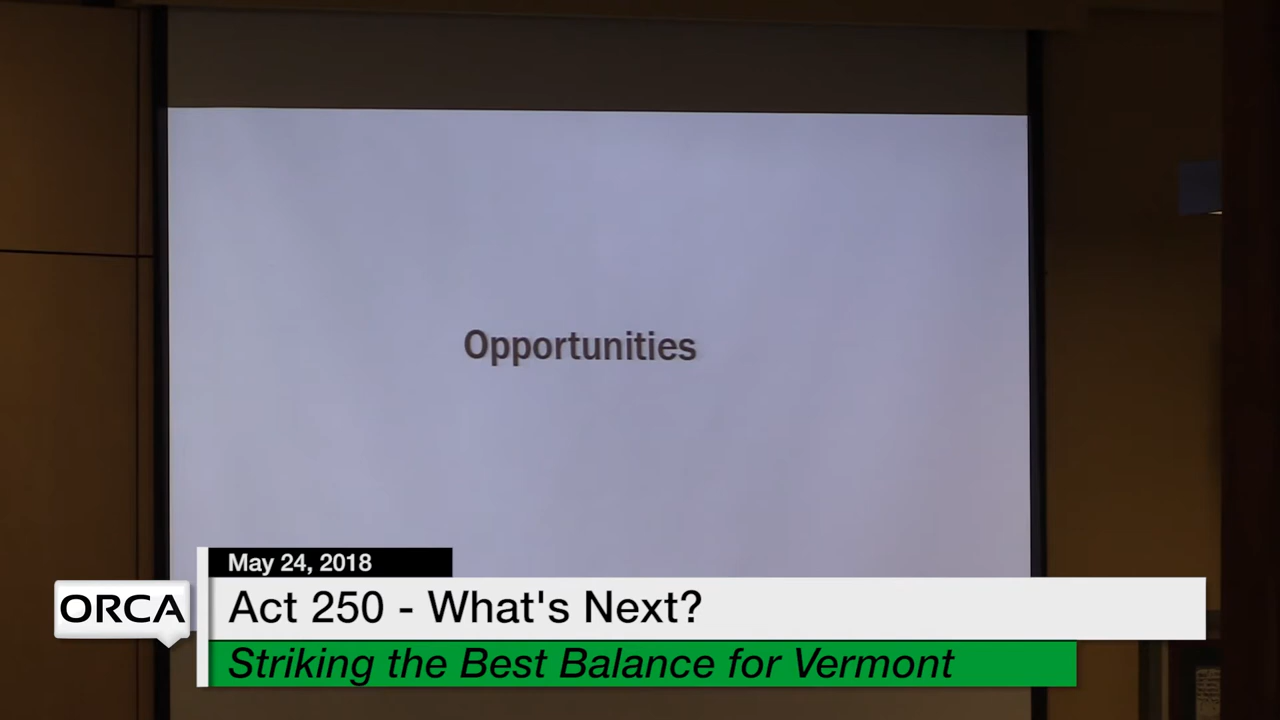 Opportunities
May 24, 2018
ORCA
Act 250 - What's Next?
Striking the Best Balance for Vermont